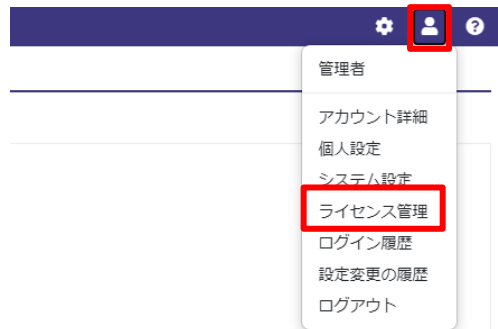 管理者
アカウント詳細
個人設定
システム設定
ライセンス管理
ログイン履歴
設定変更の履歴
ログアウト